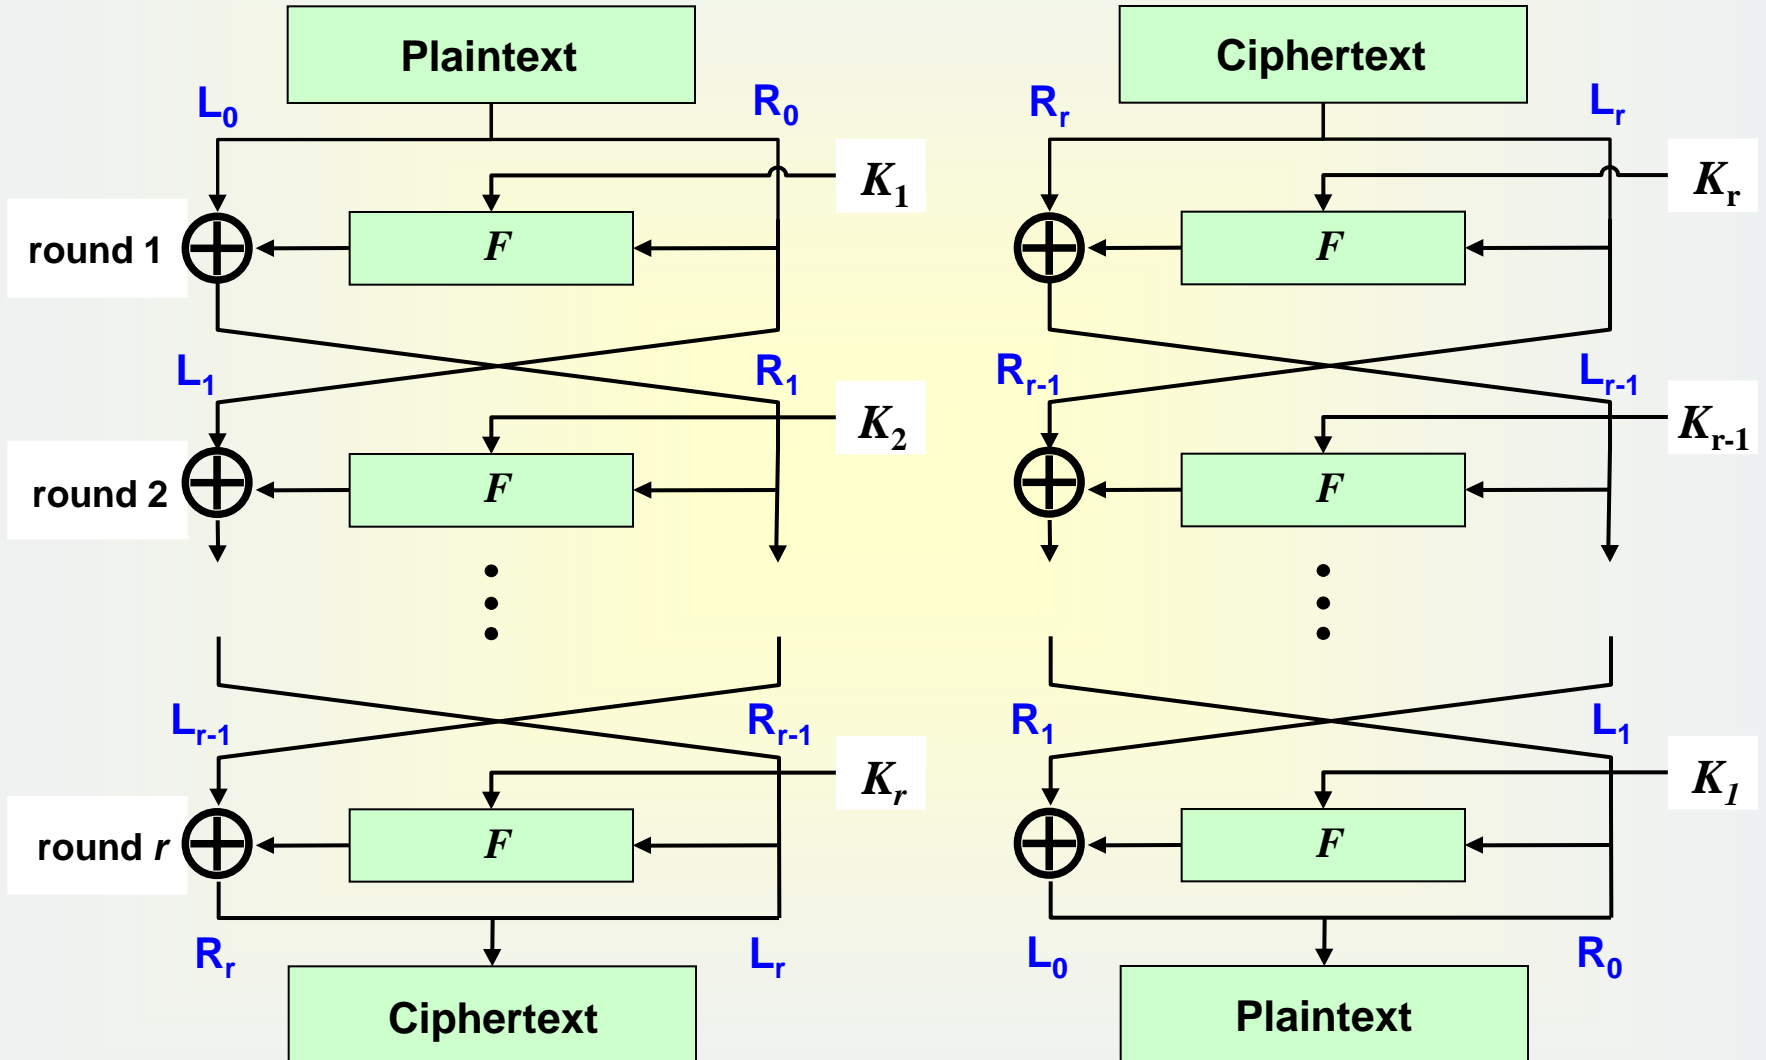 Plaintext
Ciphertext
L₀ R₀
Rᵣ Lᵣ
K₁
Kᵣ
round 1
F
F
L₁ R₁
Rᵣ₋₁ Lᵣ₋₁
K₂
Kᵣ₋₁
round 2
F
F
Lᵣ₋₁ Rᵣ₋₁
R₁ L₁
Kᵣ
K₁
round r
F
F
Rᵣ Lᵣ
L₀ R₀
Ciphertext
Plaintext